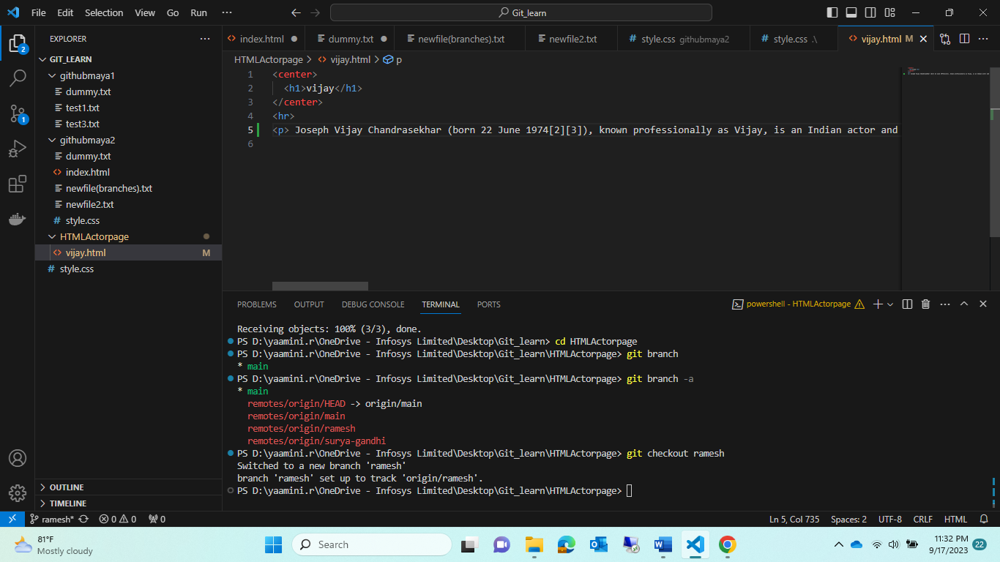 File Edit Selection View Go Run ··· Git_learn
EXPLORER ···
GIT_LEARN
githubmaya1
dummy.txt
test1.txt
test3.txt
githubmaya2
dummy.txt
index.html
newfile(branches).txt
newfile2.txt
style.css
HTMLActorpage
vijay.html M
style.css
OUTLINE
TIMELINE
2
1
index.html dummy.txt newfile(branches).txt newfile2.txt style.css githubmaya2 style.css .\ vijay.html M
HTMLActorpage > vijay.html > p
1 <center>
2 <h1>vijay</h1>
3 </center>
4 <hr>
5 <p> Joseph Vijay Chandrasekhar (born 22 June 1974[2][3]), known professionally as Vijay, is an Indian actor and
6
PROBLEMS OUTPUT DEBUG CONSOLE TERMINAL PORTS powershell - HTMLActorpage
Receiving objects: 100% (3/3), done.
PS D:\yaamini.r\OneDrive - Infosys Limited\Desktop\Git_learn> cd HTMLActorpage
PS D:\yaamini.r\OneDrive - Infosys Limited\Desktop\Git_learn\HTMLActorpage> git branch
* main
PS D:\yaamini.r\OneDrive - Infosys Limited\Desktop\Git_learn\HTMLActorpage> git branch -a
* main
remotes/origin/HEAD -> origin/main
remotes/origin/main
remotes/origin/ramesh
remotes/origin/surya-gandhi
PS D:\yaamini.r\OneDrive - Infosys Limited\Desktop\Git_learn\HTMLActorpage> git checkout ramesh
Switched to a new branch 'ramesh'
branch 'ramesh' set up to track 'origin/ramesh'.
PS D:\yaamini.r\OneDrive - Infosys Limited\Desktop\Git_learn\HTMLActorpage>
ramesh* 0 0 0 Ln 5, Col 735 Spaces: 2 UTF-8 CRLF HTML
81°F
Mostly cloudy
Search
11:32 PM
9/17/2023
22